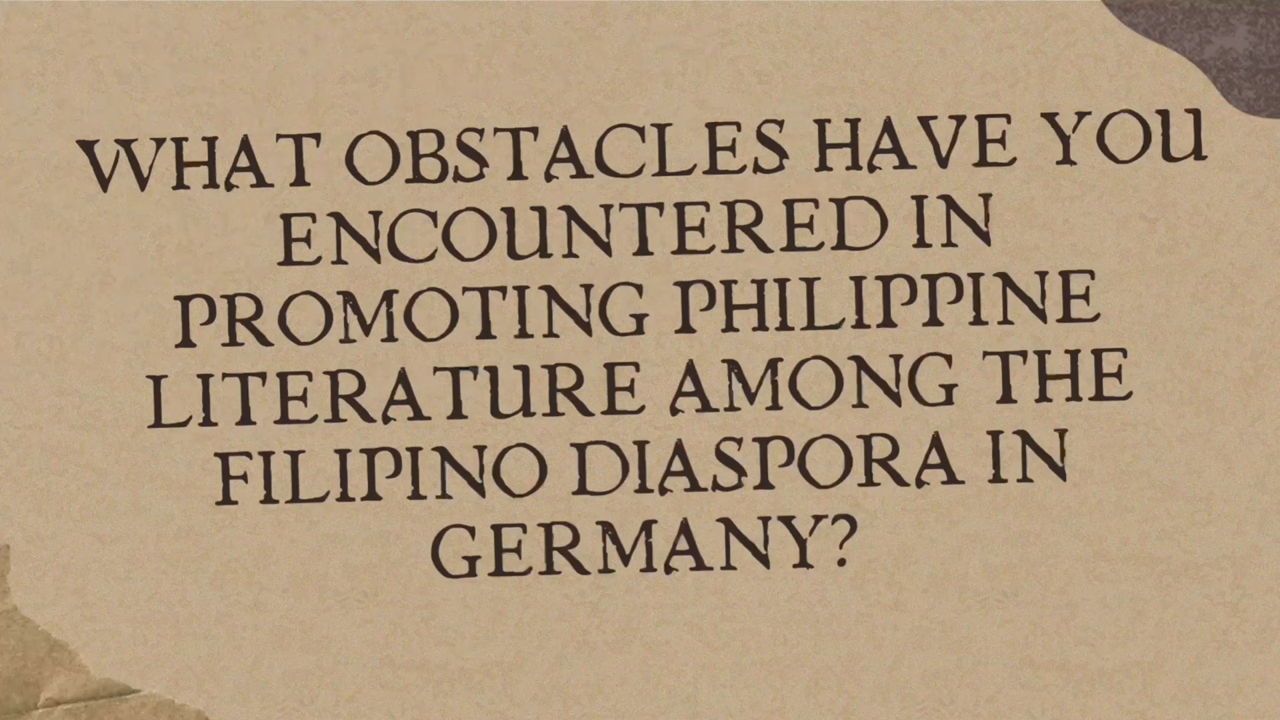 WHAT OBSTACLES HAVE YOU
ENCOUNTERED IN
PROMOTING PHILIPPINE
LITERATURE AMONG THE
FILIPINO DIASPORA IN
GERMANY?